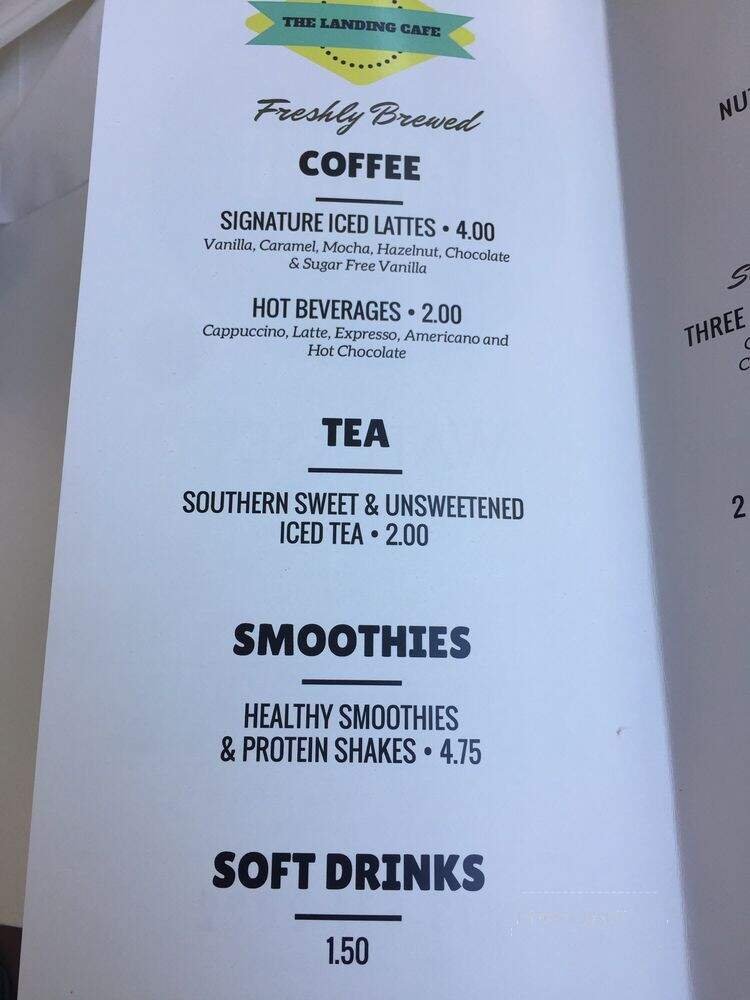 THE LANDING CAFE
Freshly Brewed
COFFEE
SIGNATURE ICED LATTES • 4.00
Vanilla, Caramel, Mocha, Hazelnut, Chocolate
& Sugar Free Vanilla
HOT BEVERAGES • 2.00
Cappuccino, Latte, Expresso, Americano and
Hot Chocolate
TEA
SOUTHERN SWEET & UNSWEETENED
ICED TEA • 2.00
SMOOTHIES
HEALTHY SMOOTHIES
& PROTEIN SHAKES • 4.75
SOFT DRINKS
1.50
THREE
2